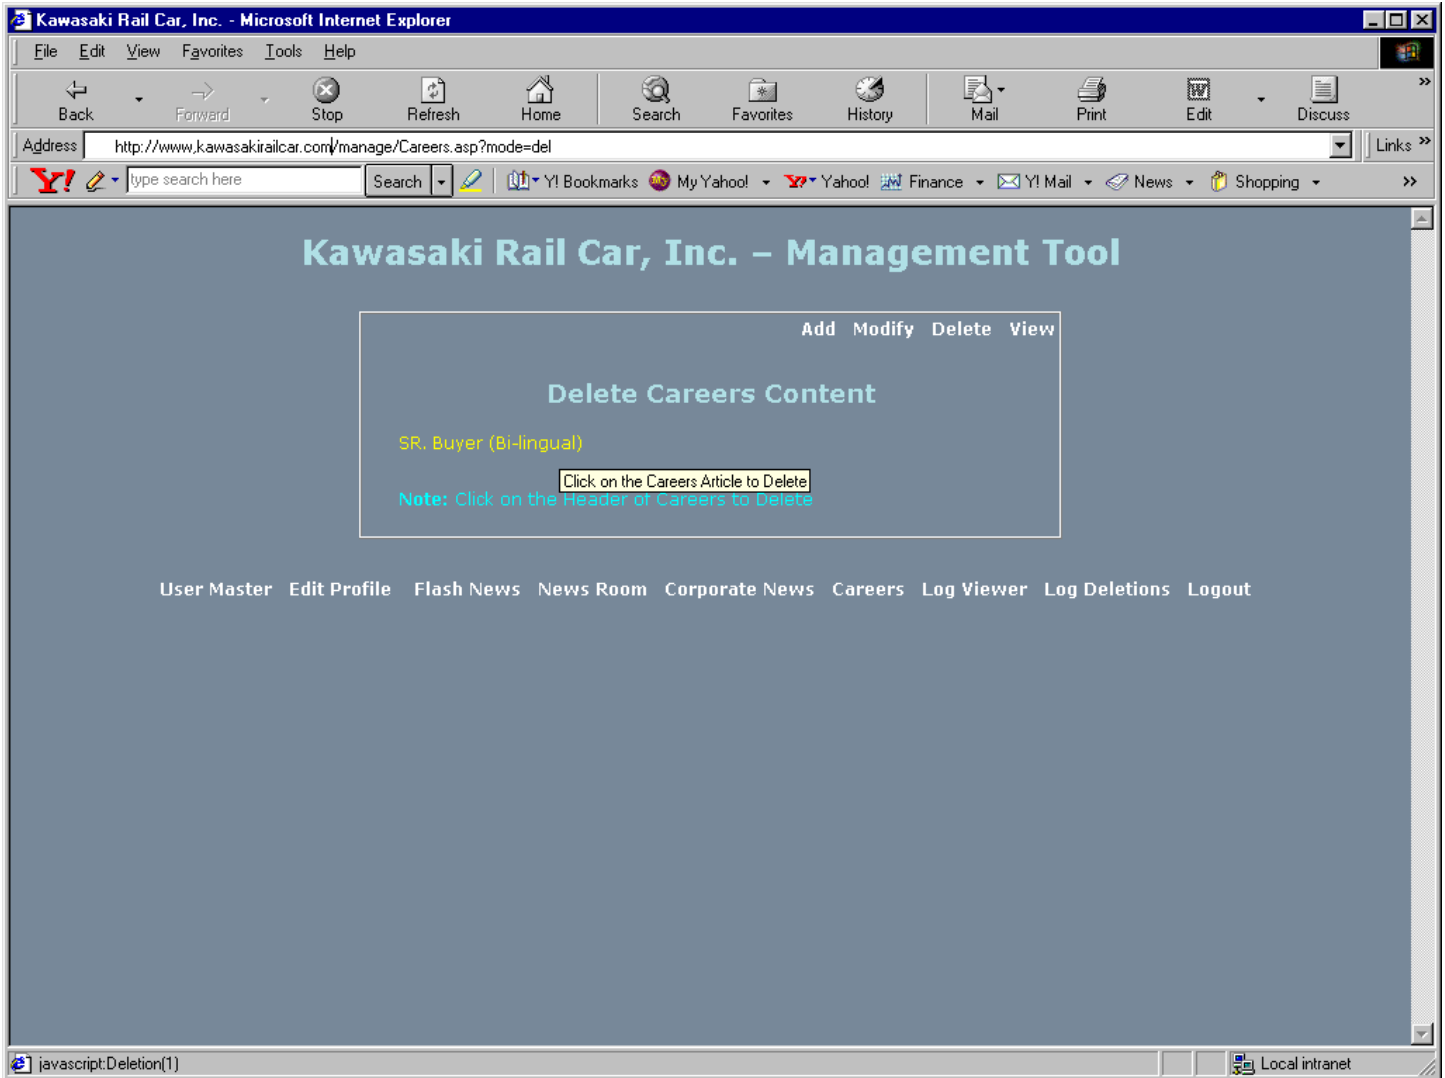 Kawasaki Rail Car, Inc. - Microsoft Internet Explorer
File Edit View Favorites Tools Help
Back Forward Stop Refresh Home Search Favorites History Mail Print Edit Discuss »
Address http://www,kawasakirailcar.com/manage/Careers.asp?mode=del Links »
Y! type search here Search Y! Bookmarks My Yahoo! Yahoo! Finance Y! Mail News Shopping »
Kawasaki Rail Car, Inc. – Management Tool
Add Modify Delete View
Delete Careers Content
SR. Buyer (Bi-lingual)
Click on the Careers Article to Delete
Note: Click on the Header of Careers to Delete
User Master Edit Profile Flash News News Room Corporate News Careers Log Viewer Log Deletions Logout
javascript:Deletion(1) Local intranet